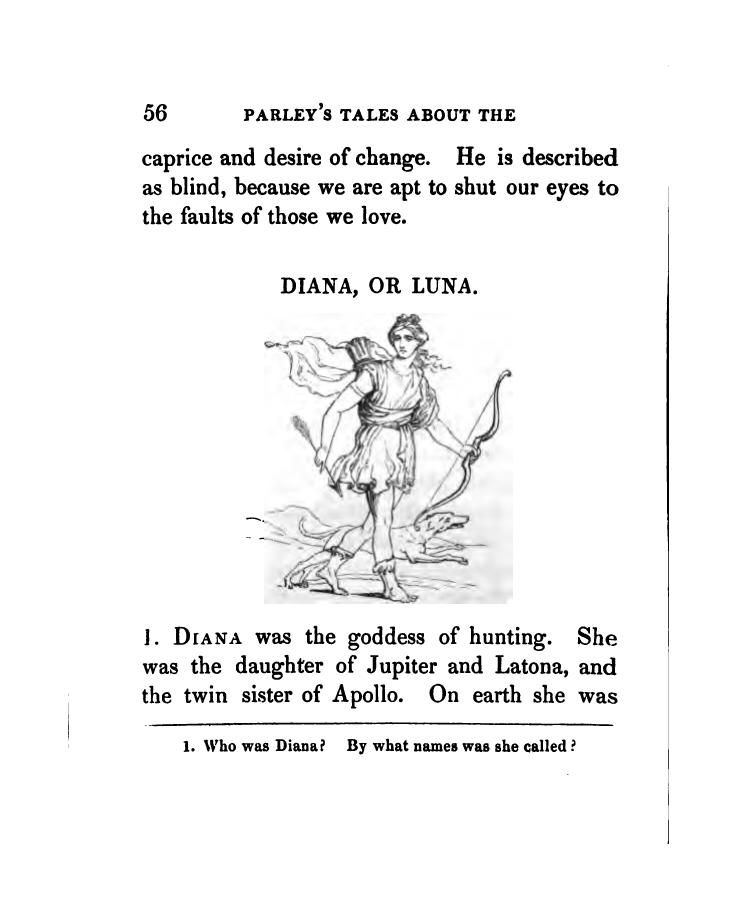 56 PARLEY'S TALES ABOUT THE
caprice and desire of change. He is described
as blind, because we are apt to shut our eyes to
the faults of those we love.
DIANA, OR LUNA.
1. DIANA was the goddess of hunting. She
was the daughter of Jupiter and Latona, and
the twin sister of Apollo. On earth she was
1. Who was Diana? By what names was she called?